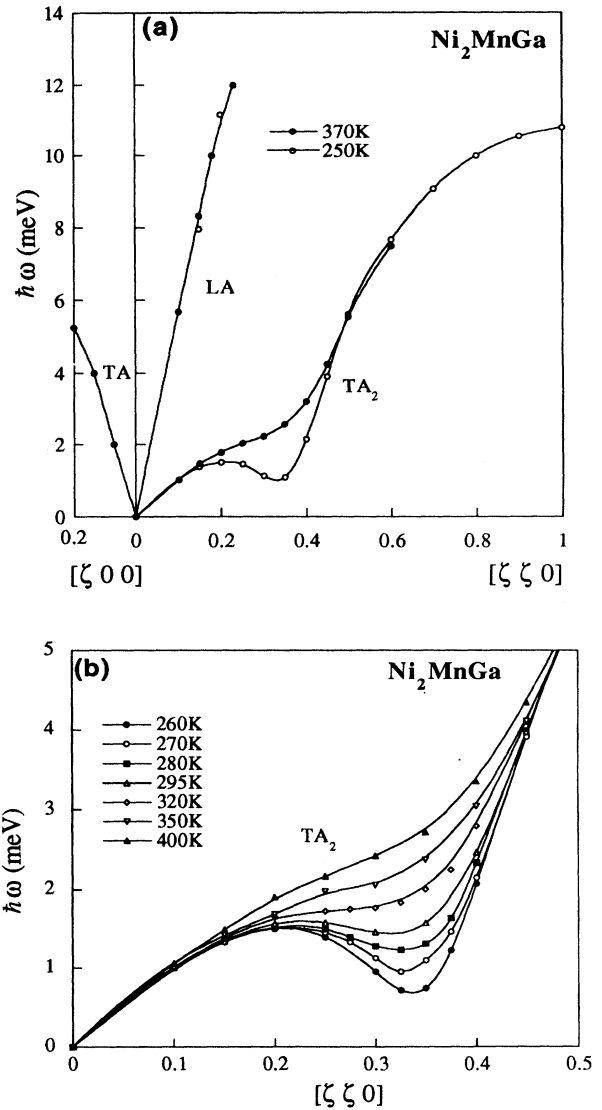 (a)
Ni2MnGa
14
12
10
8
6
4
2
0
ħω (meV)
370K
250K
LA
TA
TA2
0.2 0 0.2 0.4 0.6 0.8 1
[ζ 0 0] [ζ ζ 0]
(b)
Ni2MnGa
5
4
3
2
1
0
ħω (meV)
260K
270K
280K
295K
320K
350K
400K
TA2
0 0.1 0.2 0.3 0.4 0.5
[ζ ζ 0]